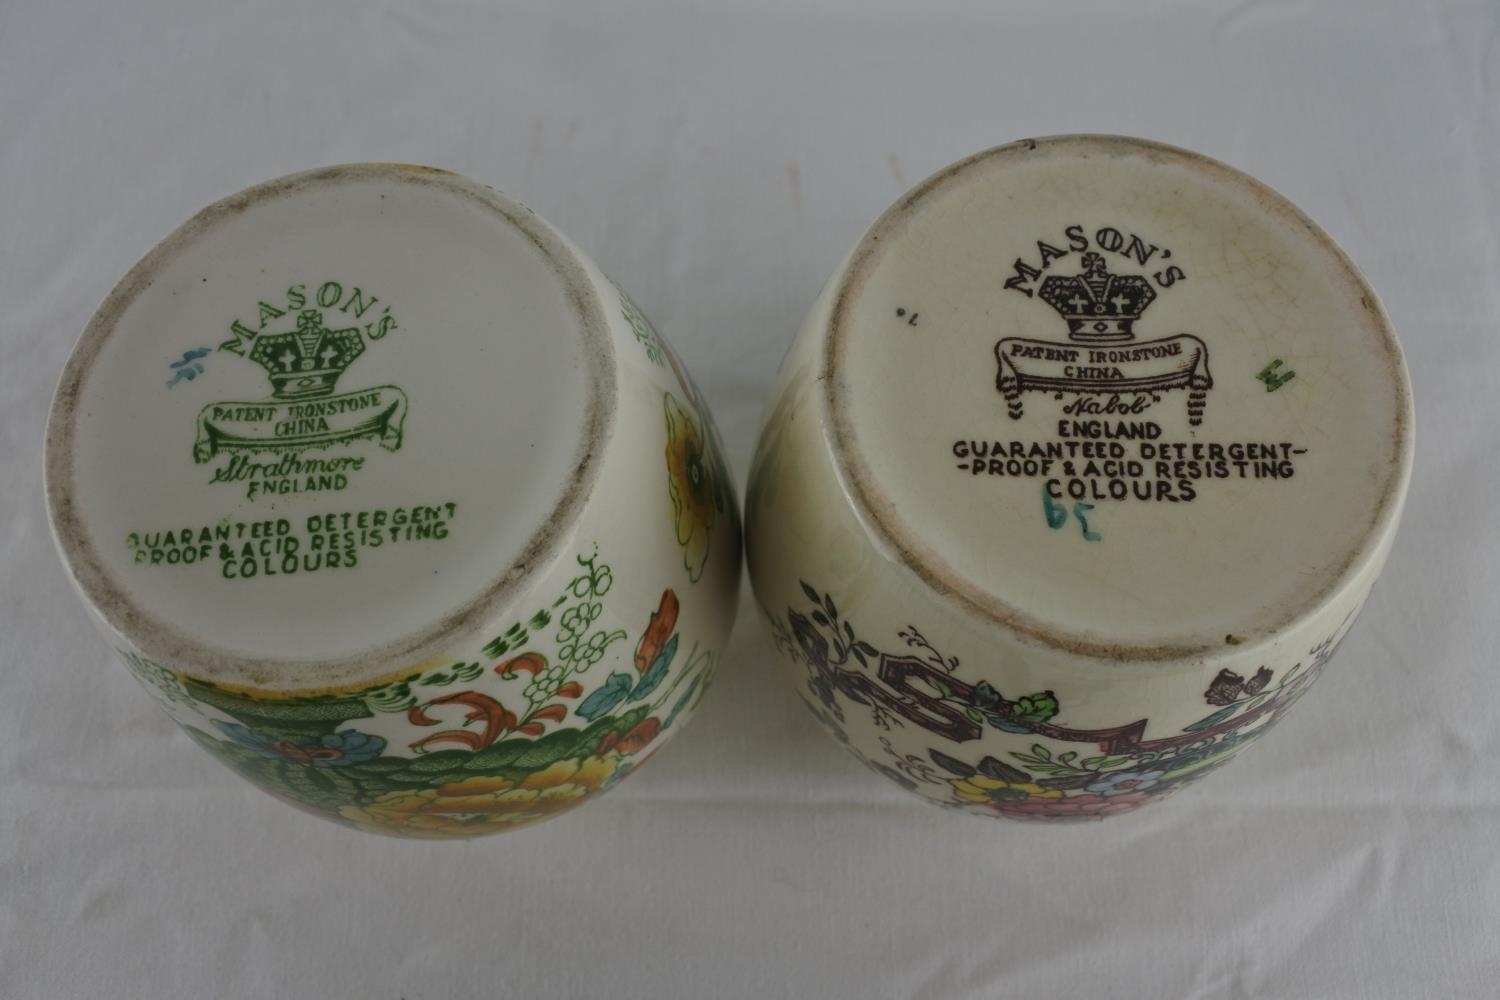 MASON'S
PATENT IRONSTONE
CHINA
Strathmore
ENGLAND
GUARANTEED DETERGENT
PROOF & ACID RESISTING
COLOURS
MASON'S
PATENT IRONSTONE
CHINA
"Nabob"
ENGLAND
GUARANTEED DETERGENT-
-PROOF & ACID RESISTING
COLOURS